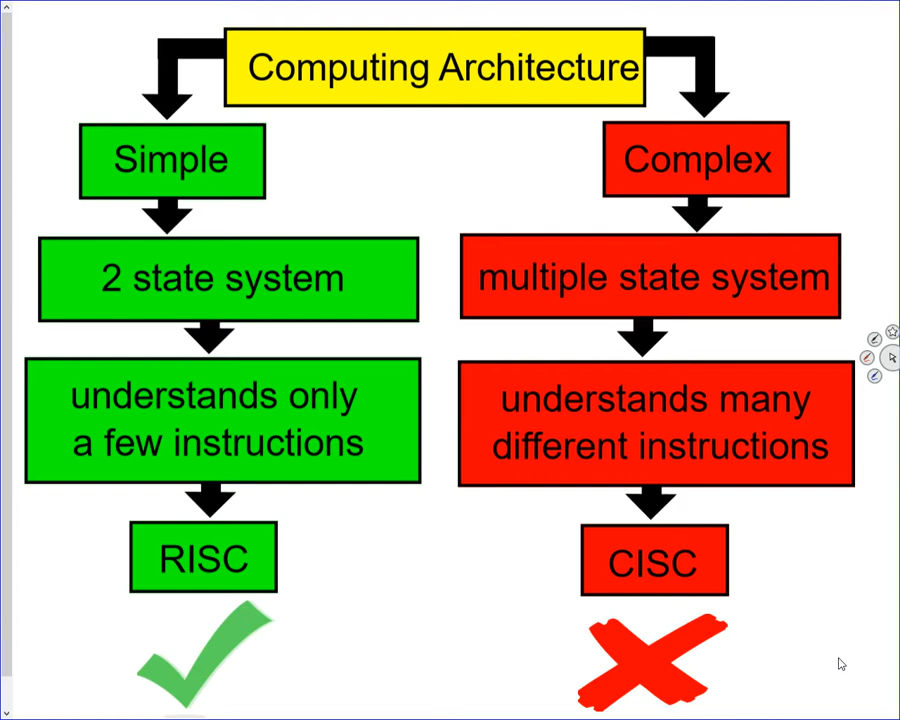 Computing Architecture
Simple
Complex
2 state system
multiple state system
understands only
a few instructions
understands many
different instructions
RISC
CISC